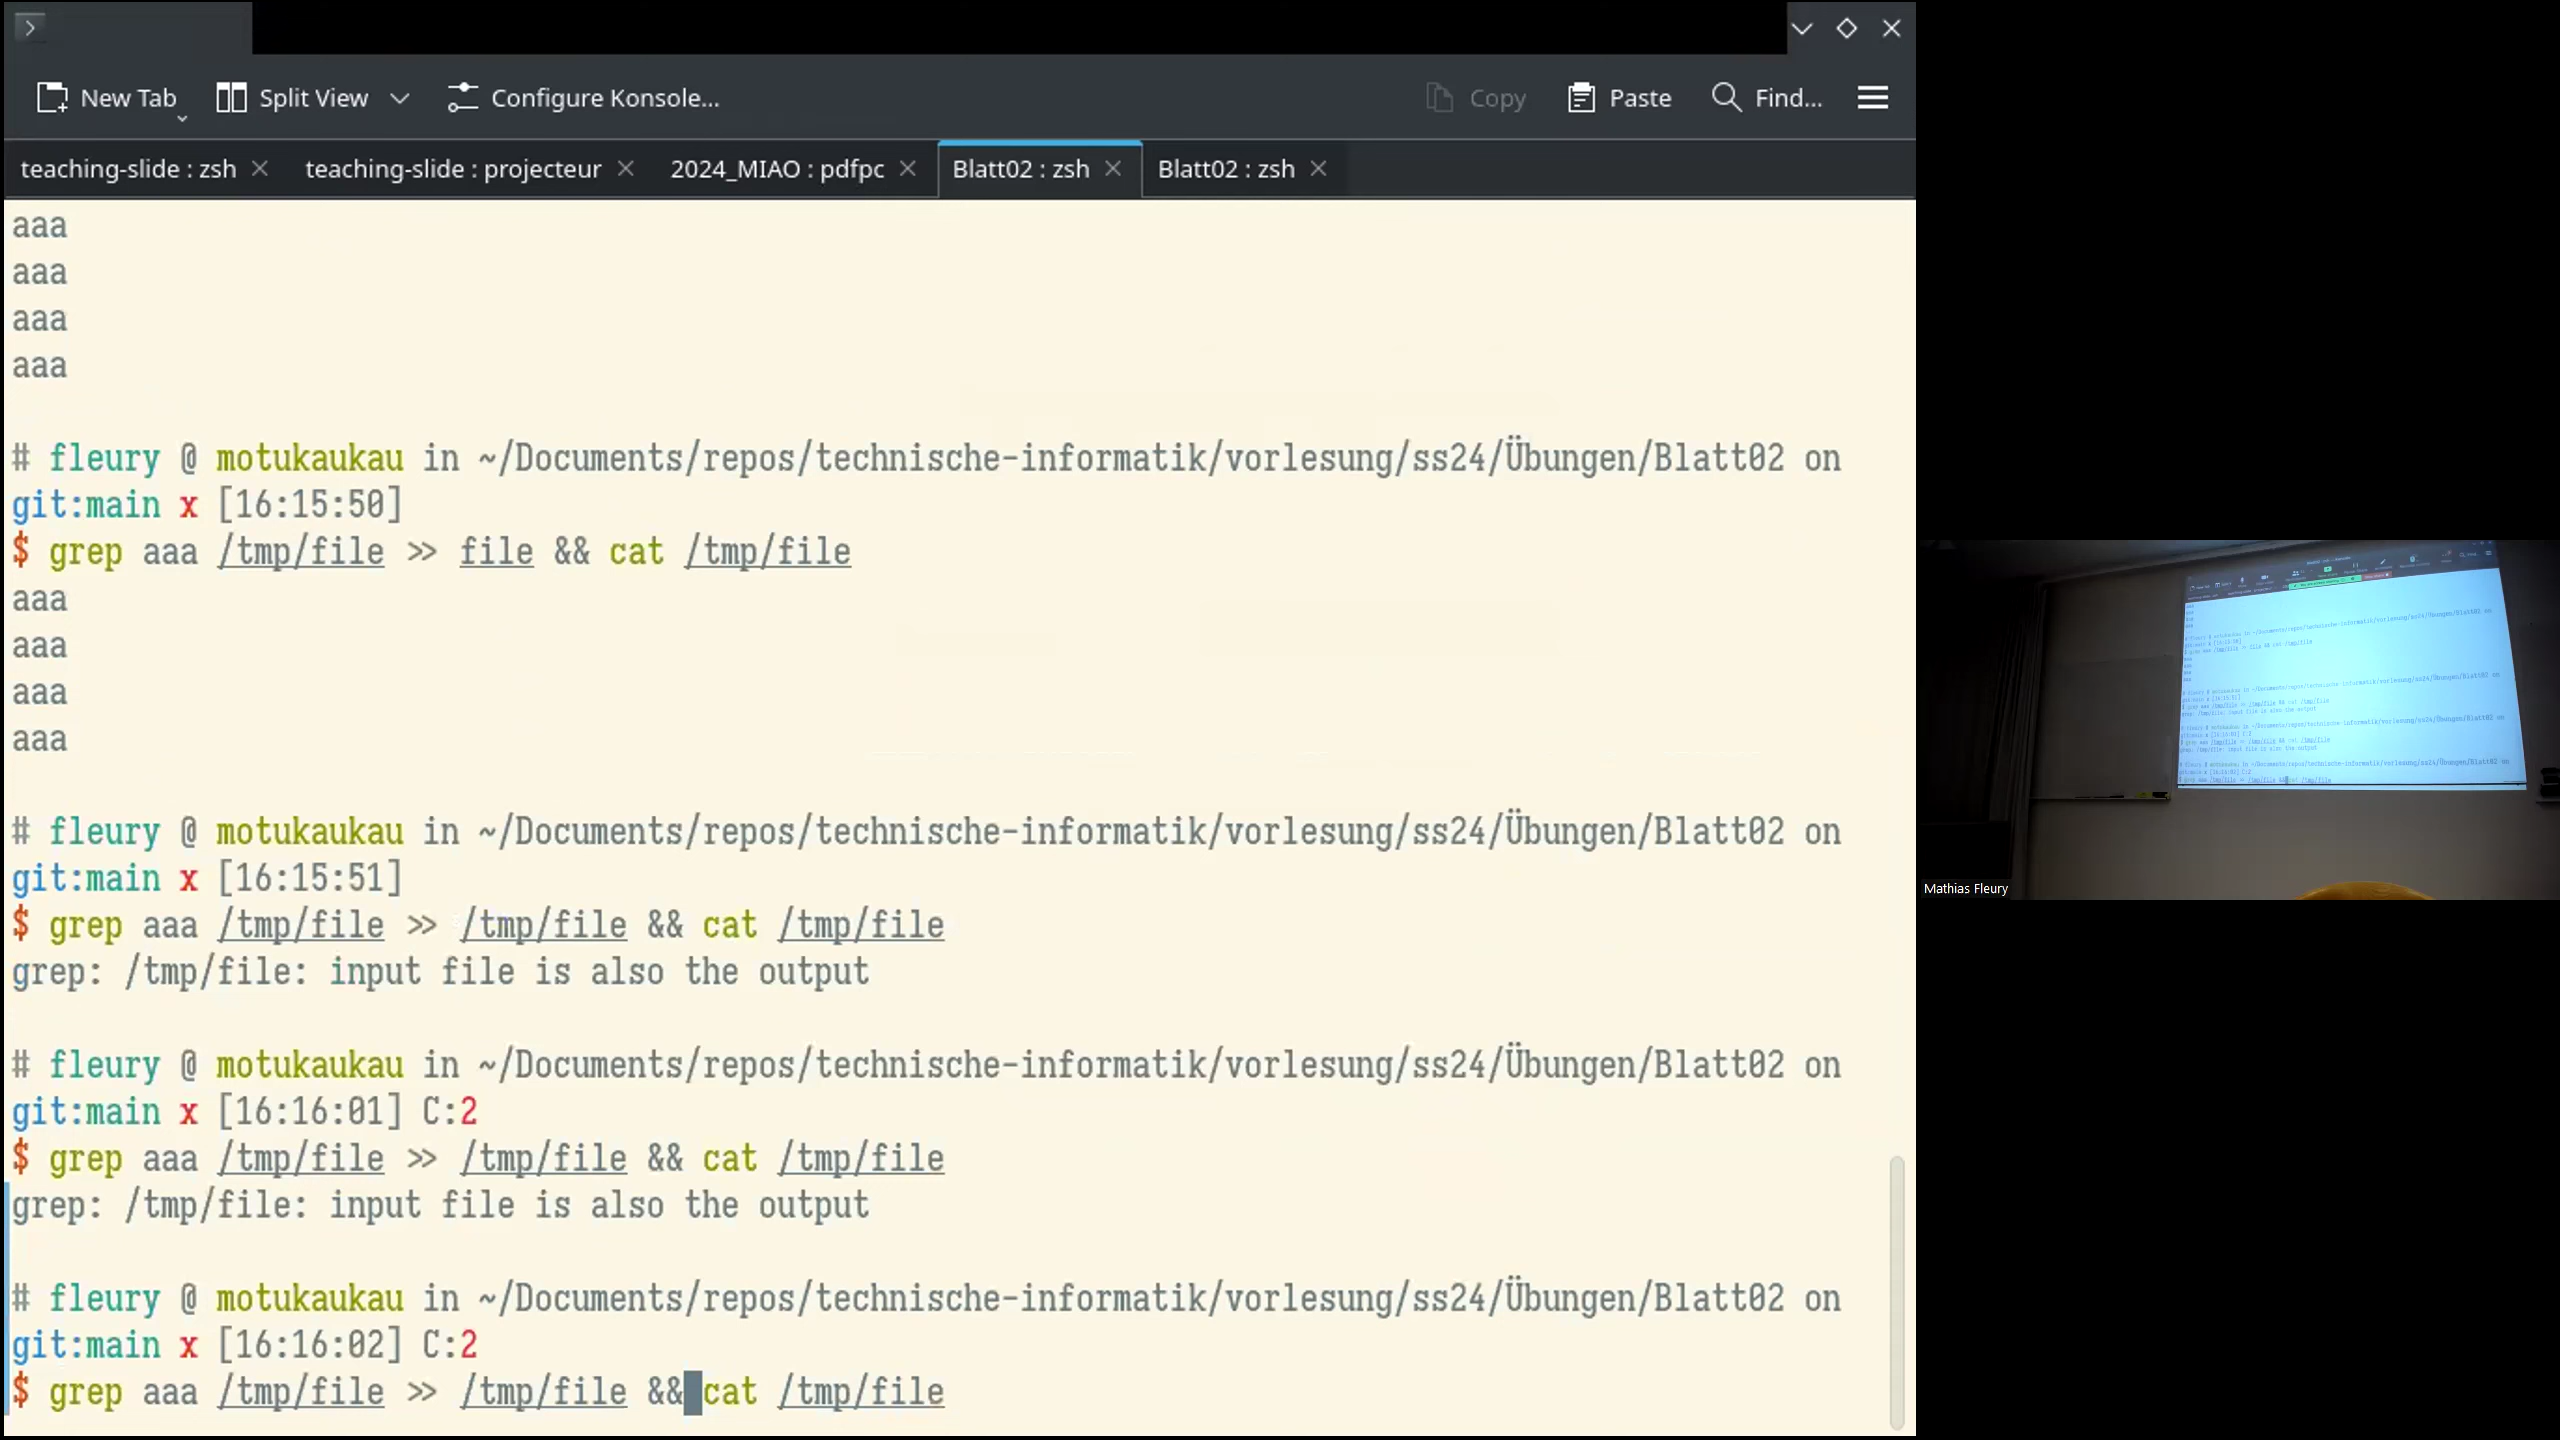 New Tab Split View Configure Konsole... Copy Paste Find...
teaching-slide : zsh teaching-slide : projecteur 2024_MIAO : pdfpc Blatt02 : zsh Blatt02 : zsh
aaa
aaa
aaa
aaa
# fleury @ motukaukau in ~/Documents/repos/technische-informatik/vorlesung/ss24/Übungen/Blatt02 on
git:main x [16:15:50]
$ grep aaa /tmp/file >> file && cat /tmp/file
aaa
aaa
aaa
aaa
# fleury @ motukaukau in ~/Documents/repos/technische-informatik/vorlesung/ss24/Übungen/Blatt02 on
git:main x [16:15:51]
$ grep aaa /tmp/file >> /tmp/file && cat /tmp/file
grep: /tmp/file: input file is also the output
# fleury @ motukaukau in ~/Documents/repos/technische-informatik/vorlesung/ss24/Übungen/Blatt02 on
git:main x [16:16:01] C:2
$ grep aaa /tmp/file >> /tmp/file && cat /tmp/file
grep: /tmp/file: input file is also the output
# fleury @ motukaukau in ~/Documents/repos/technische-informatik/vorlesung/ss24/Übungen/Blatt02 on
git:main x [16:16:02] C:2
$ grep aaa /tmp/file >> /tmp/file && cat /tmp/file
Mathias Fleury